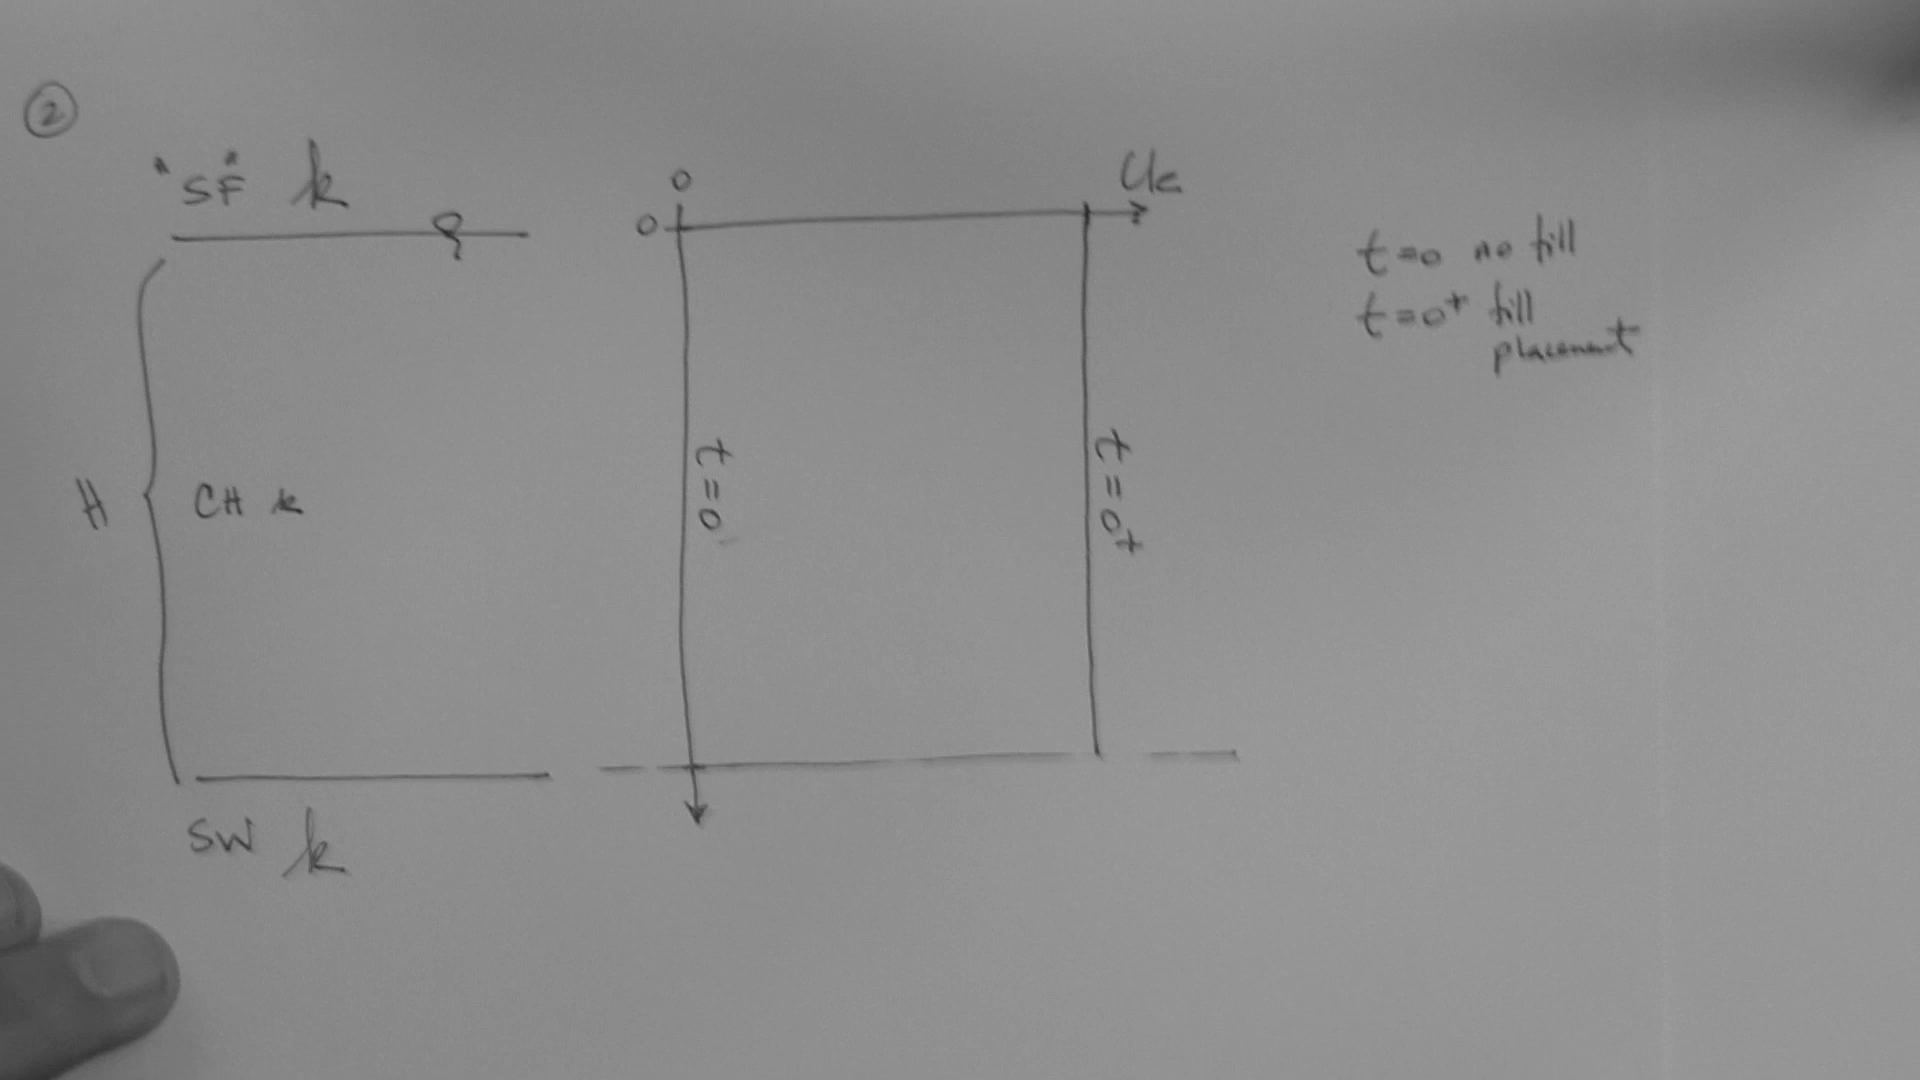 2
"SF" k
0
Ue
0
t=0 no fill
t=0+ fill
placement
t=0
t=0+
H
CH k
SW k